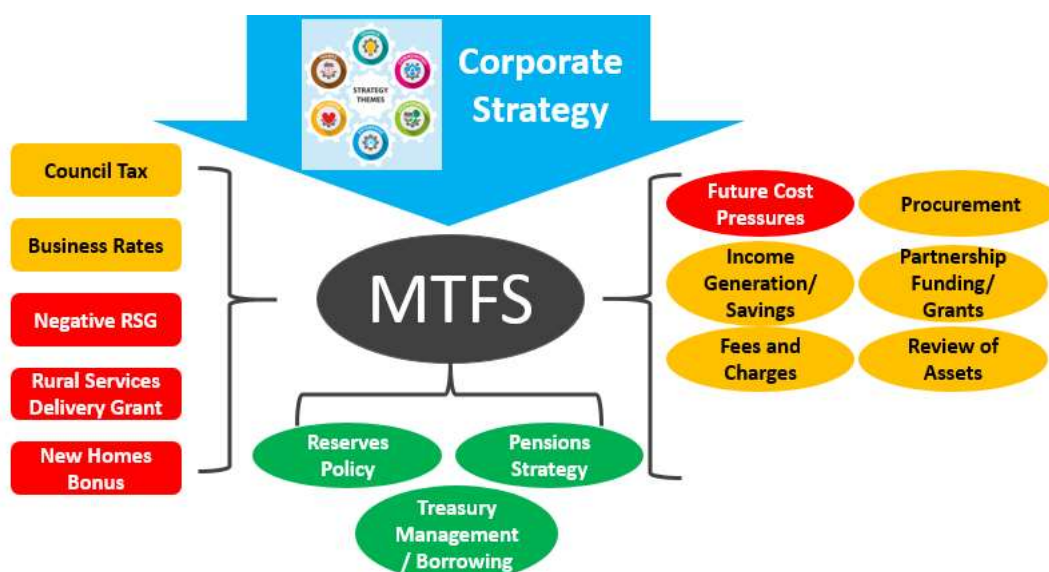 Corporate
Strategy
STRATEGY
THEMES
Council Tax
Business Rates
Negative RSG
Rural Services
Delivery Grant
New Homes
Bonus
MTFS
Future Cost
Pressures
Procurement
Income
Generation/
Savings
Partnership
Funding/
Grants
Fees and
Charges
Review of
Assets
Reserves
Policy
Pensions
Strategy
Treasury
Management
/ Borrowing